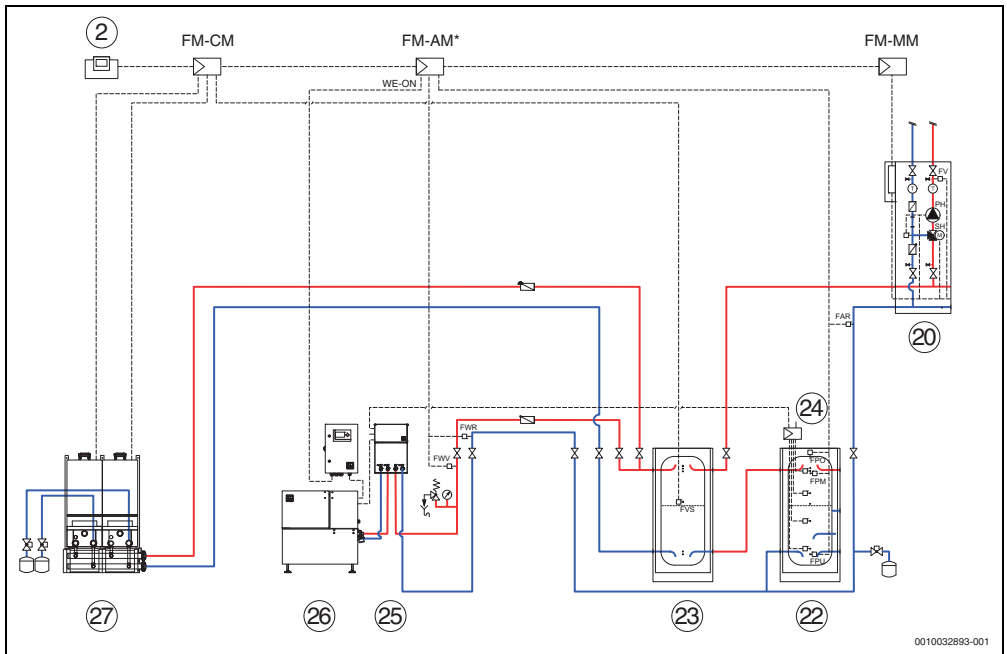 2
FM-CM
FM-AM*
FM-MM
WE-ON
FV
T
T
PH
SH
M
FAR
20
24
FWR
FWV
FPO
FPM
FVS
FPU
27
26
25
23
22
0010032893-001